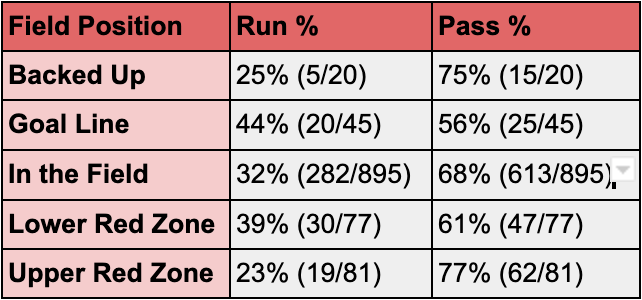 Field Position Run % Pass %
Backed Up 25% (5/20) 75% (15/20)
Goal Line 44% (20/45) 56% (25/45)
In the Field 32% (282/895) 68% (613/895)
Lower Red Zone 39% (30/77) 61% (47/77)
Upper Red Zone 23% (19/81) 77% (62/81)